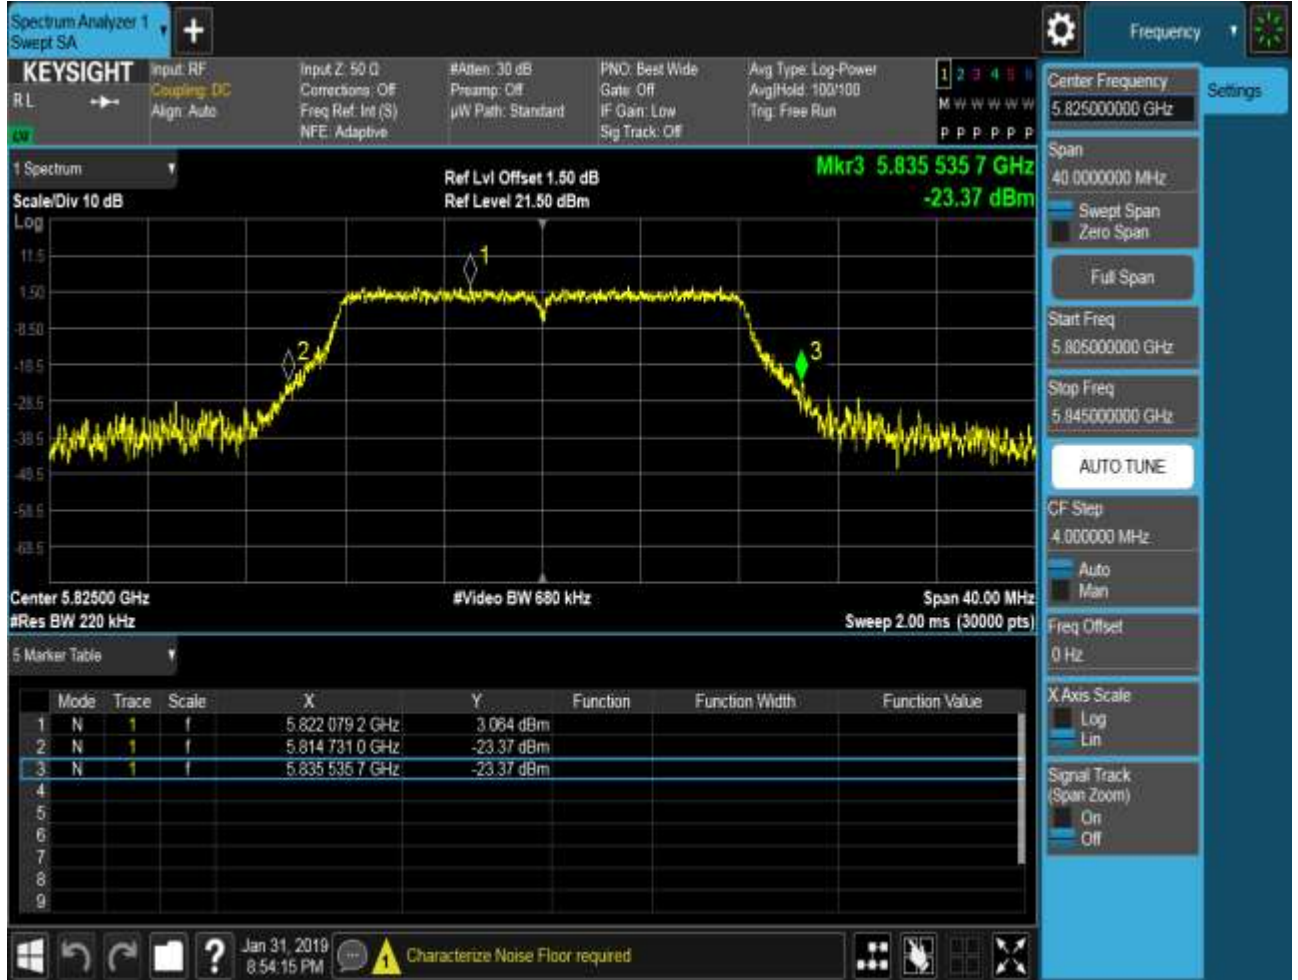 Spectrum Analyzer 1
Swept SA
Frequency
KEYSIGHT
R L
Input: RF
Coupling: DC
Align: Auto
Input Z: 50 Ω
Corrections: Off
Freq Ref: Int (S)
NFE: Adaptive
#Atten: 30 dB
Preamp: Off
µW Path: Standard
PNO: Best Wide
Gate: Off
IF Gain: Low
Sig Track: Off
Avg Type: Log-Power
Avg|Hold: 100/100
Trig: Free Run
1 2 3 4 5 6
M W W W W W
P P P P P P
Center Frequency
5.825000000 GHz
Settings
Span
40.0000000 MHz
Swept Span
Zero Span
Full Span
Start Freq
5.805000000 GHz
Stop Freq
5.845000000 GHz
AUTO TUNE
CF Step
4.000000 MHz
Auto
Man
Freq Offset
0 Hz
X Axis Scale
Log
Lin
Signal Track
(Span Zoom)
On
Off
1 Spectrum
Scale/Div 10 dB
Log
Ref Lvl Offset 1.50 dB
Ref Level 21.50 dBm
Mkr3 5.835 535 7 GHz
-23.37 dBm
11.5
1.50
-8.50
-18.5
-28.5
-38.5
-48.5
-58.5
-68.5
1
2
3
Center 5.82500 GHz
#Video BW 680 kHz
Span 40.00 MHz
#Res BW 220 kHz
Sweep 2.00 ms (30000 pts)
5 Marker Table
Mode Trace Scale X Y Function Function Width Function Value
1 N 1 f 5.822 079 2 GHz 3.064 dBm
2 N 1 f 5.814 731 0 GHz -23.37 dBm
3 N 1 f 5.835 535 7 GHz -23.37 dBm
4
5
6
7
8
9
?
Jan 31, 2019
8:54:15 PM
1
Characterize Noise Floor required